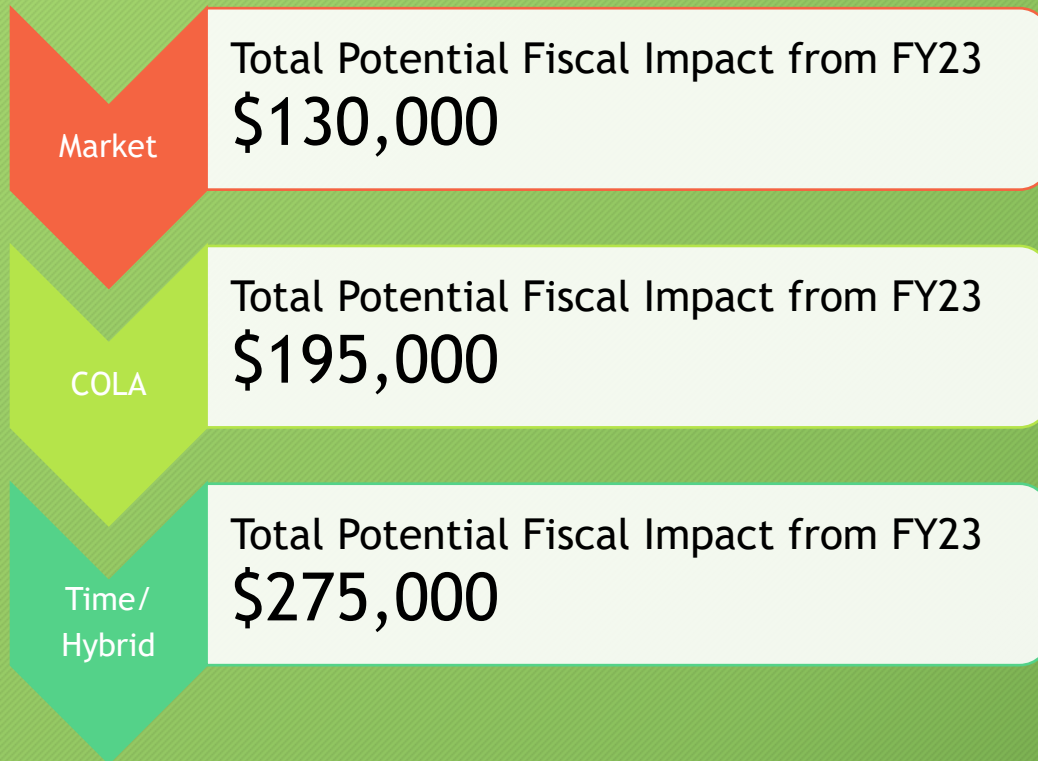 Market
Total Potential Fiscal Impact from FY23
$130,000
COLA
Total Potential Fiscal Impact from FY23
$195,000
Time/
Hybrid
Total Potential Fiscal Impact from FY23
$275,000